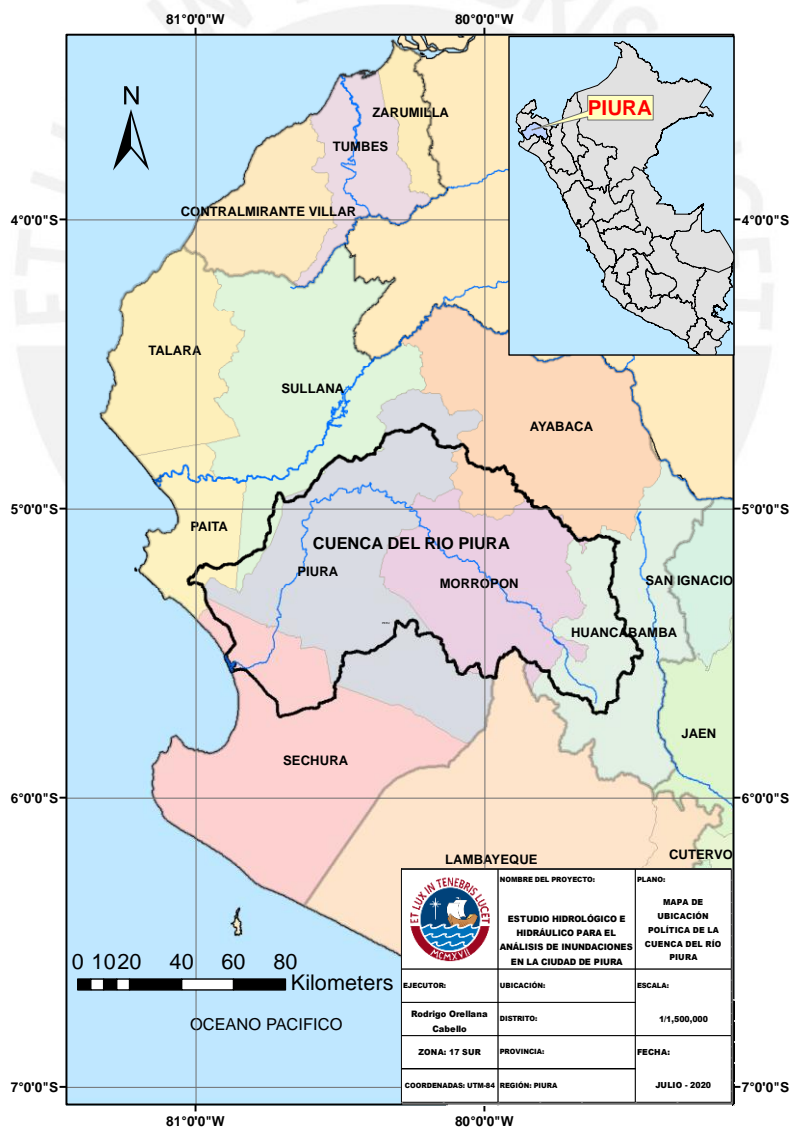 81°0'0"W
80°0'0"W
N
PIURA
ZARUMILLA
TUMBES
CONTRALMIRANTE VILLAR
4°0'0"S
4°0'0"S
TALARA
SULLANA
AYABACA
5°0'0"S
5°0'0"S
PAITA
CUENCA DEL RIO PIURA
PIURA
MORROPON
SAN IGNACIO
HUANCABAMBA
JAEN
SECHURA
6°0'0"S
6°0'0"S
LAMBAYEQUE
CUTERVO
0 10 20 40 60 80
Kilometers
OCEANO PACIFICO
ET LUX IN TENEBRIS LUCET
MCMXVII
NOMBRE DEL PROYECTO:
ESTUDIO HIDROLÓGICO E
HIDRÁULICO PARA EL
ANÁLISIS DE INUNDACIONES
EN LA CIUDAD DE PIURA
PLANO:
MAPA DE
UBICACIÓN
POLÍTICA DE LA
CUENCA DEL RÍO
PIURA
EJECUTOR:
Rodrigo Orellana
Cabello
UBICACIÓN:
DISTRITO:
ESCALA:
1/1,500,000
ZONA: 17 SUR
PROVINCIA:
FECHA:
COORDENADAS: UTM-84
REGIÓN: PIURA
JULIO - 2020
7°0'0"S
7°0'0"S
81°0'0"W
80°0'0"W